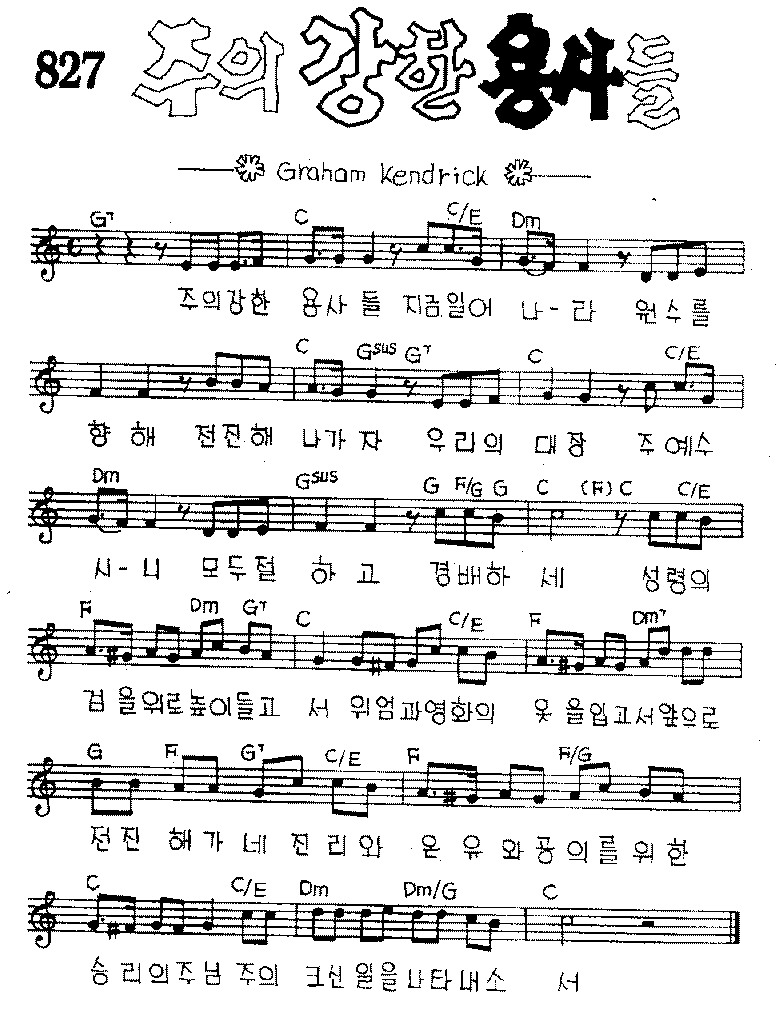 827 주의 강한 용사들
Graham Kendrick
G7 C C/E Dm
주의강한 용사 들 지금일어 나-라 원수를
C Gsus G7 C C/E
향 해 전진해 나가 자 우리의 대장 주 예수
Dm Gsus G F/G G C (F) C C/E
시-니 모두절 하 고 경배하 세 성령의
F Dm G7 C C/E F Dm7
검 을위로높이들고 서 위엄과영화의 옷 을입고서앞으로
G F G7 C/E F F/G
전진 해가 네 진리와 온 유 와공의를위한
C C/E Dm Dm/G C
승리의주님 주의 크신일을나타내소 서